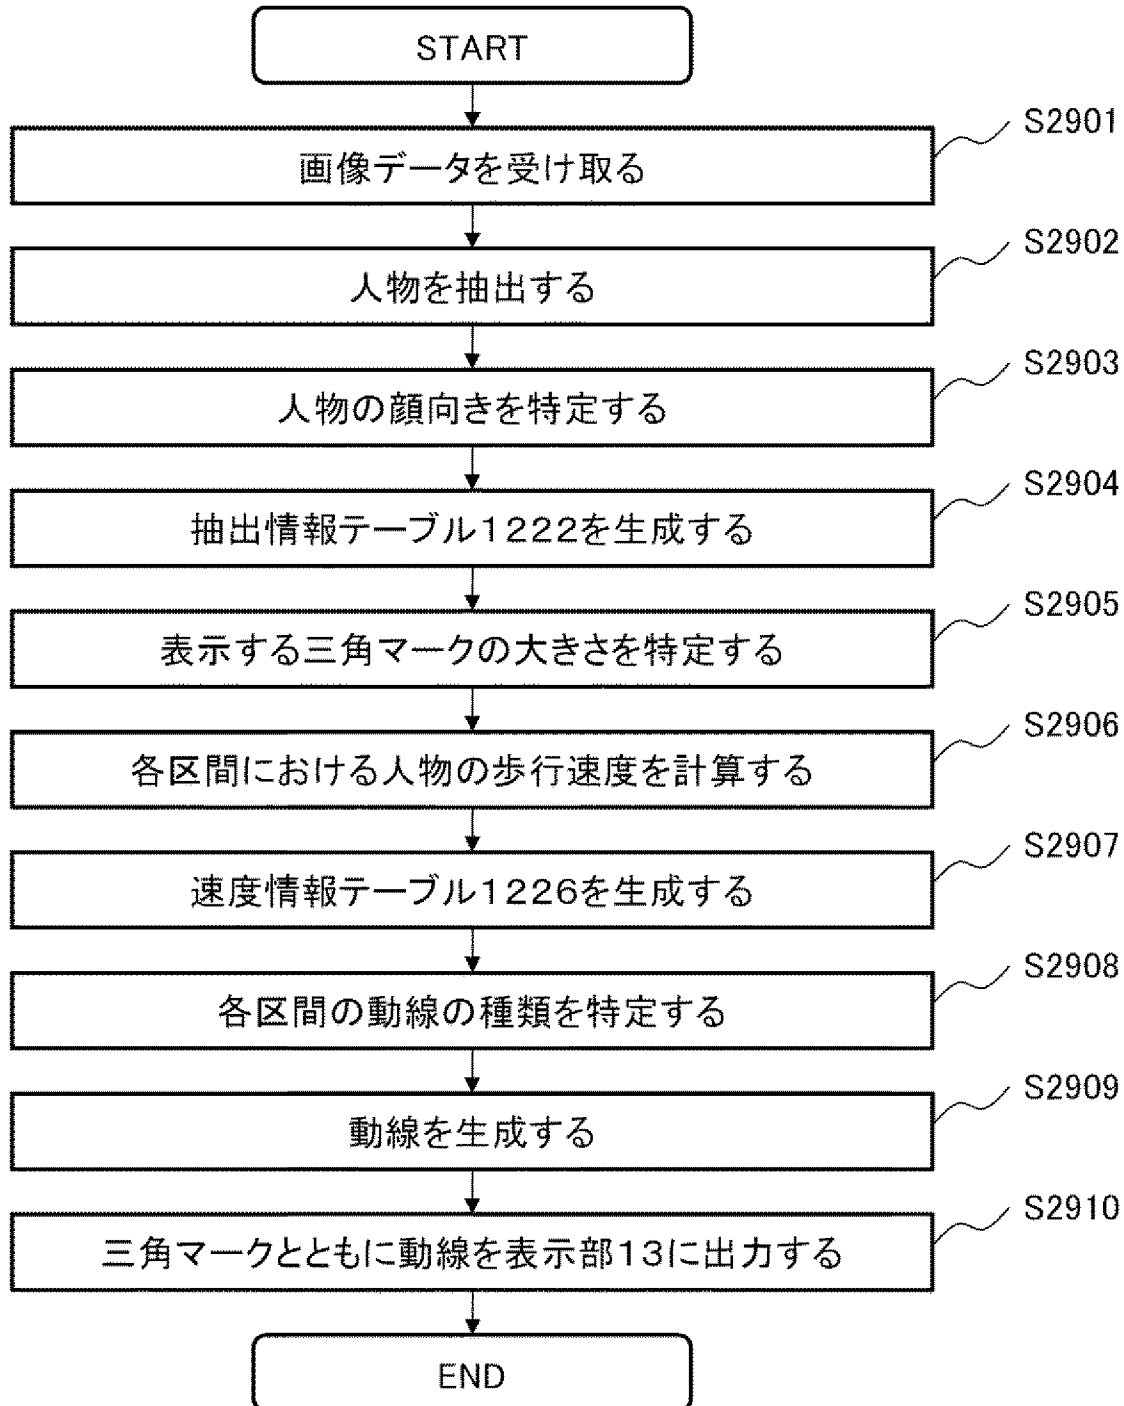 START
画像データを受け取る
S2901
人物を抽出する
S2902
人物の顔向きを特定する
S2903
抽出情報テーブル1222を生成する
S2904
表示する三角マークの大きさを特定する
S2905
各区間における人物の歩行速度を計算する
S2906
速度情報テーブル1226を生成する
S2907
各区間の動線の種類を特定する
S2908
動線を生成する
S2909
三角マークとともに動線を表示部13に出力する
S2910
END